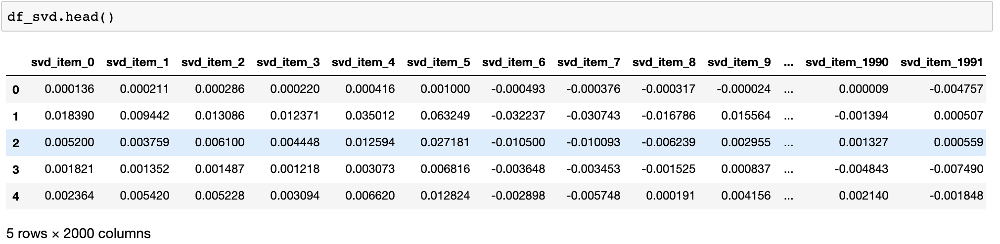 df_svd.head()
svd_item_0 svd_item_1 svd_item_2 svd_item_3 svd_item_4 svd_item_5 svd_item_6 svd_item_7 svd_item_8 svd_item_9 ... svd_item_1990 svd_item_1991
0 0.000136 0.000211 0.000286 0.000220 0.000416 0.001000 -0.000493 -0.000376 -0.000317 -0.000024 ... 0.000009 -0.004757
1 0.018390 0.009442 0.013086 0.012371 0.035012 0.063249 -0.032237 -0.030743 -0.016786 0.015564 ... -0.001394 0.000507
2 0.005200 0.003759 0.006100 0.004448 0.012594 0.027181 -0.010500 -0.010093 -0.006239 0.002955 ... 0.001327 0.000559
3 0.001821 0.001352 0.001487 0.001218 0.003073 0.006816 -0.003648 -0.003453 -0.001525 0.000837 ... -0.004843 -0.007490
4 0.002364 0.005420 0.005228 0.003094 0.006620 0.012824 -0.002898 -0.005748 0.000191 0.004156 ... 0.002140 -0.001848
5 rows × 2000 columns